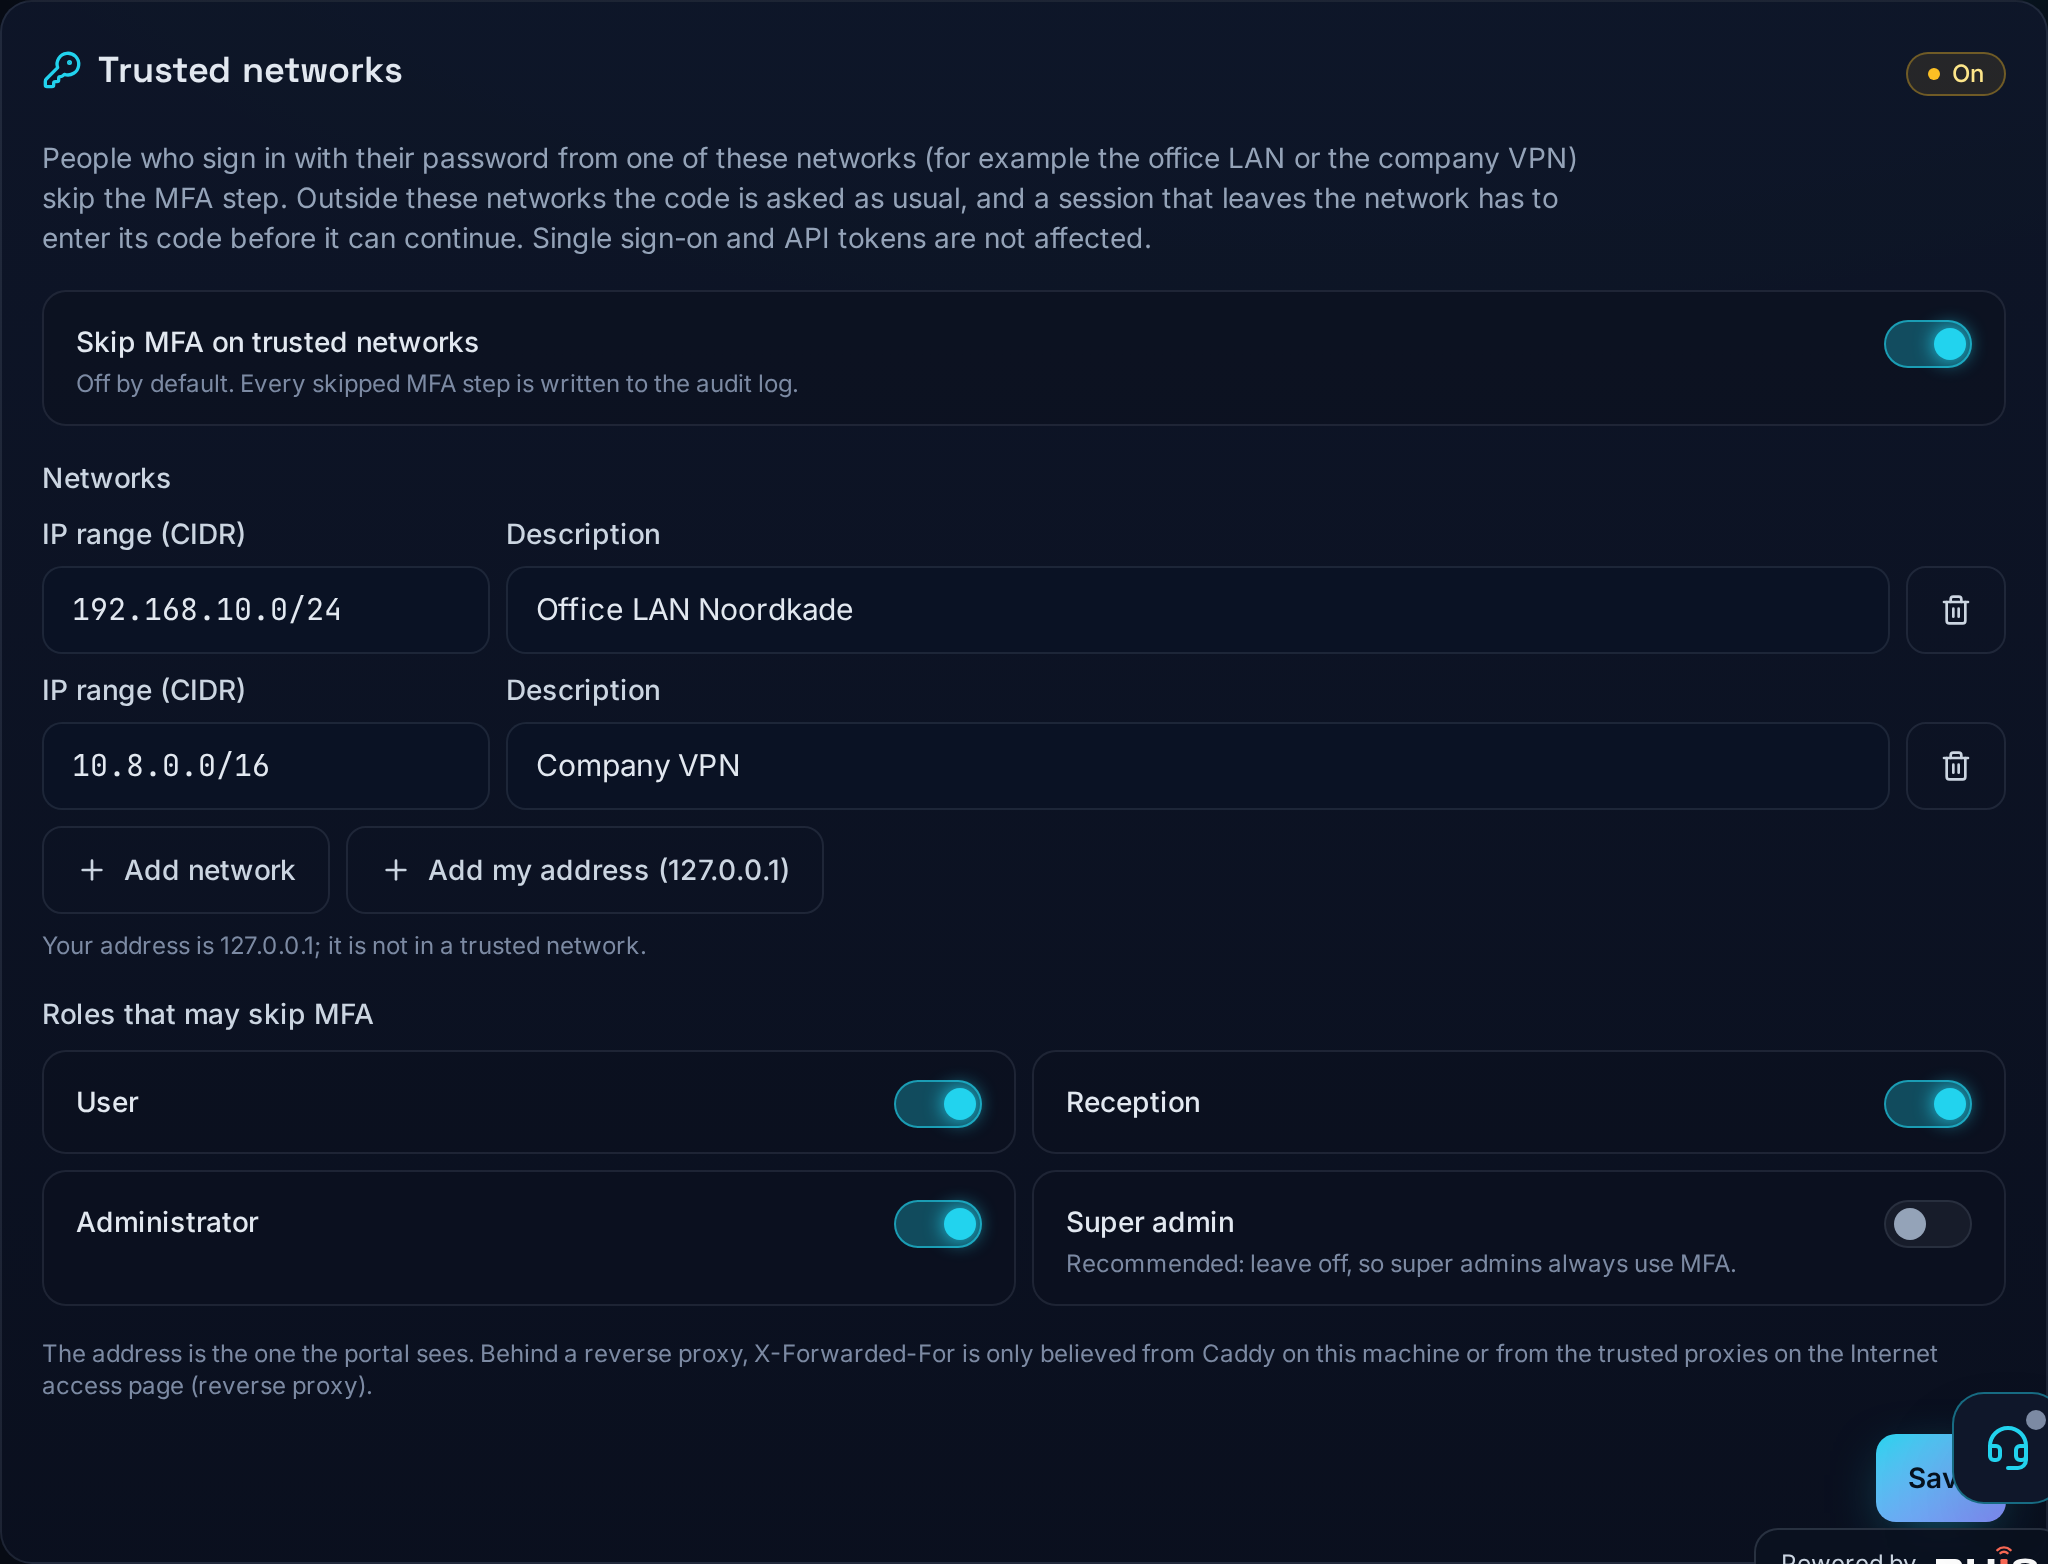 Trusted networks
On
People who sign in with their password from one of these networks (for example the office LAN or the company VPN)
skip the MFA step. Outside these networks the code is asked as usual, and a session that leaves the network has to
enter its code before it can continue. Single sign-on and API tokens are not affected.
Skip MFA on trusted networks
Off by default. Every skipped MFA step is written to the audit log.
Networks
IP range (CIDR)
Description
192.168.10.0/24
Office LAN Noordkade
IP range (CIDR)
Description
10.8.0.0/16
Company VPN
Add network
Add my address (127.0.0.1)
Your address is 127.0.0.1; it is not in a trusted network.
Roles that may skip MFA
User
Reception
Administrator
Super admin
Recommended: leave off, so super admins always use MFA.
The address is the one the portal sees. Behind a reverse proxy, X-Forwarded-For is only believed from Caddy on this machine or from the trusted proxies on the Internet
access page (reverse proxy).
Sav
Powered by